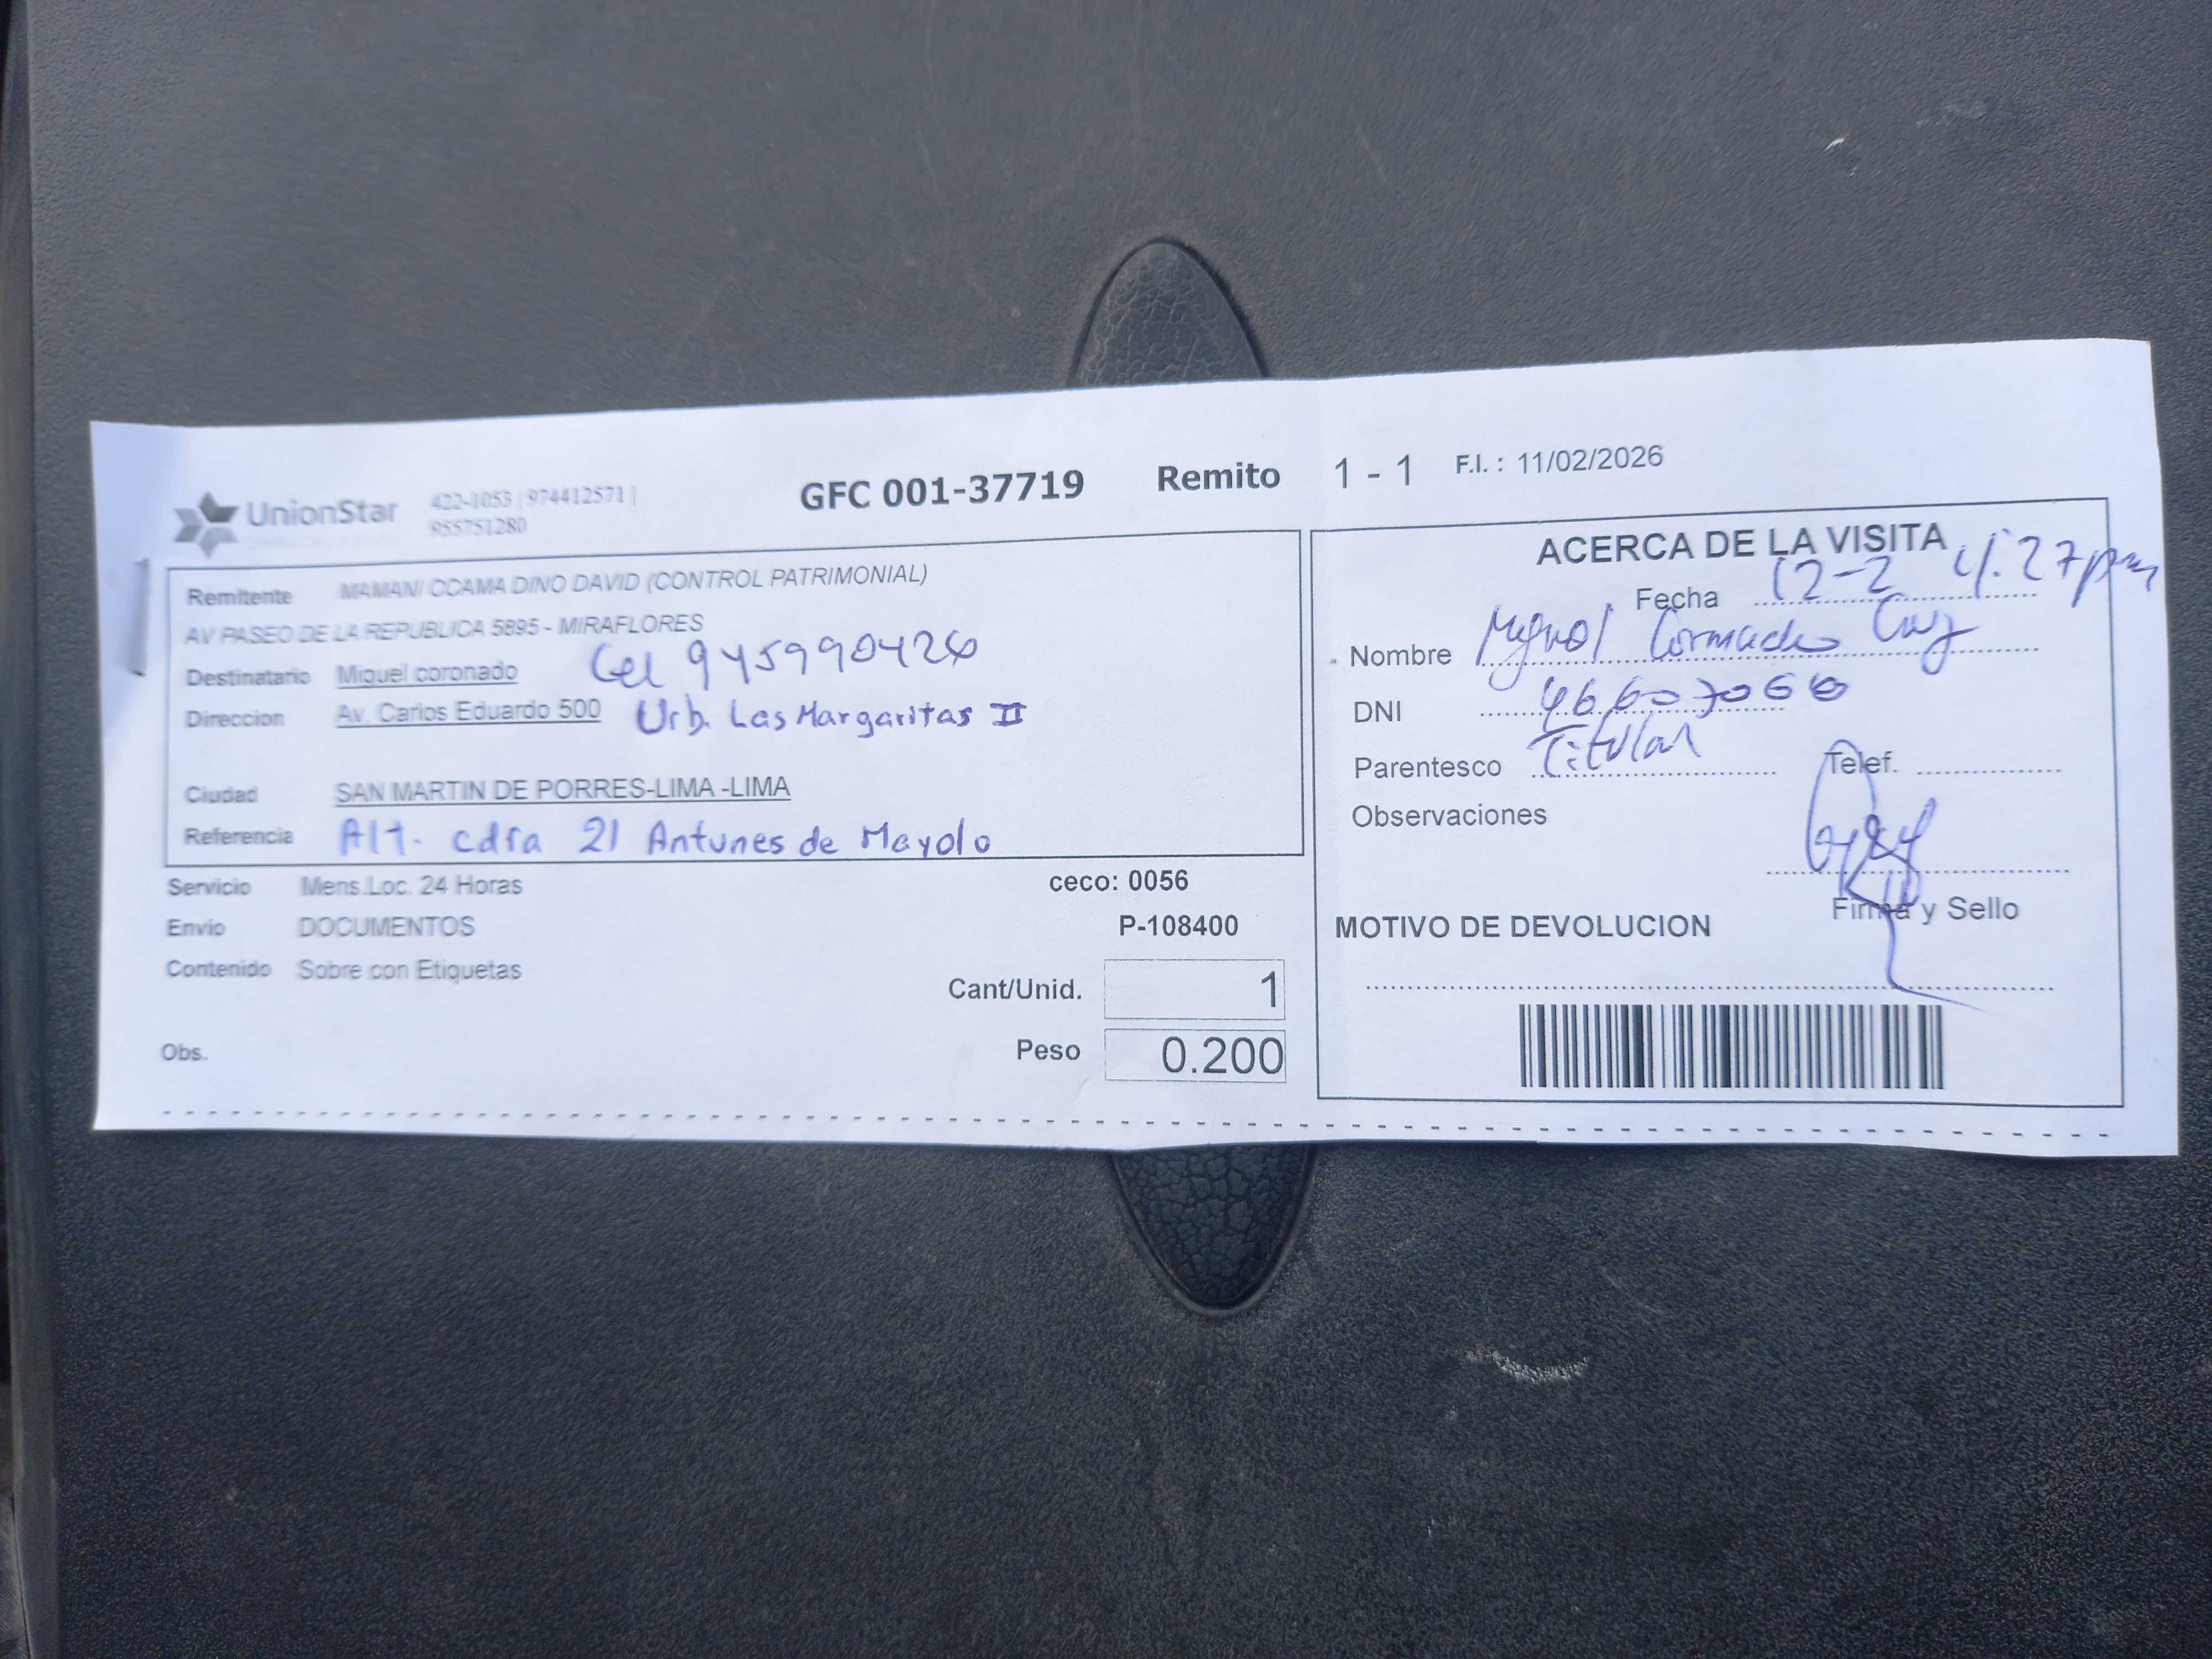 UnionStar 422-1053 | 974412571 |
955751280
GFC 001-37719 Remito 1 - 1 F.I. : 11/02/2026
Remitente MAMANI CCAMA DINO DAVID (CONTROL PATRIMONIAL)
AV PASEO DE LA REPUBLICA 5895 - MIRAFLORES
Destinatario Miguel coronado Cel 945990424
Direccion Av. Carlos Eduardo 500 Urb. Las Margaritas II
Ciudad SAN MARTIN DE PORRES-LIMA -LIMA
Referencia Alt. cdra 21 Antunes de Mayolo
Servicio Mens.Loc. 24 Horas
ceco: 0056
Envio DOCUMENTOS
P-108400
Contenido Sobre con Etiquetas
Cant/Unid. 1
Obs.
Peso 0.200
ACERCA DE LA VISITA
Fecha 12-2 4:27pm
Nombre Miguel Coronado Cruz
DNI
Parentesco Titular Telef.
Observaciones
Firma y Sello
MOTIVO DE DEVOLUCION